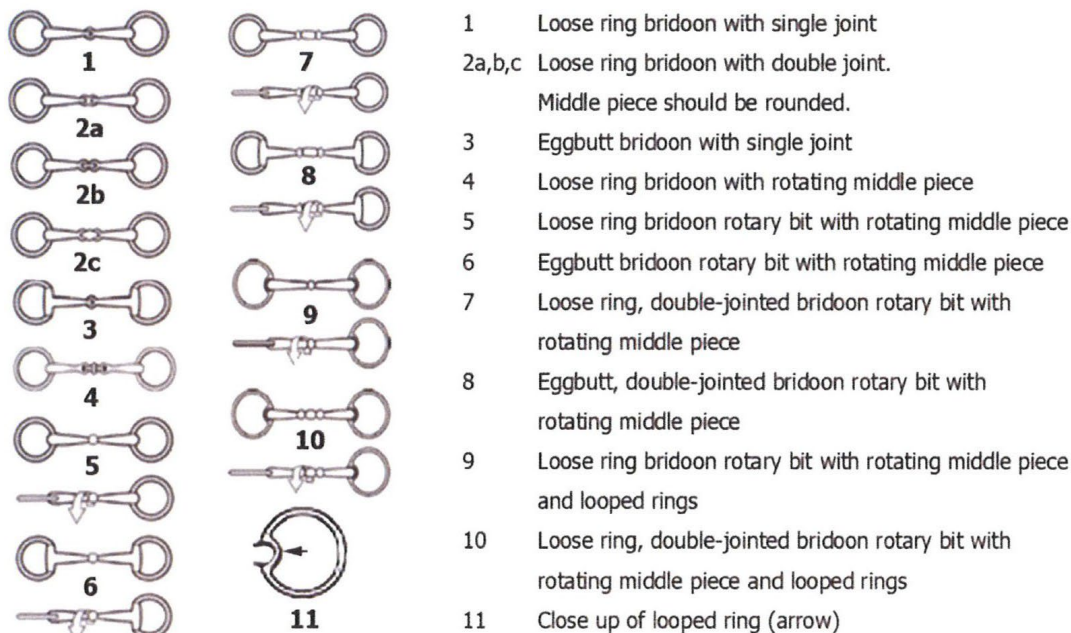 1
2a
2b
2c
3
4
5
6
7
8
9
10
11
1 Loose ring bridoon with single joint
2a,b,c Loose ring bridoon with double joint.
Middle piece should be rounded.
3 Eggbutt bridoon with single joint
4 Loose ring bridoon with rotating middle piece
5 Loose ring bridoon rotary bit with rotating middle piece
6 Eggbutt bridoon rotary bit with rotating middle piece
7 Loose ring, double-jointed bridoon rotary bit with
rotating middle piece
8 Eggbutt, double-jointed bridoon rotary bit with
rotating middle piece
9 Loose ring bridoon rotary bit with rotating middle piece
and looped rings
10 Loose ring, double-jointed bridoon rotary bit with
rotating middle piece and looped rings
11 Close up of looped ring (arrow)